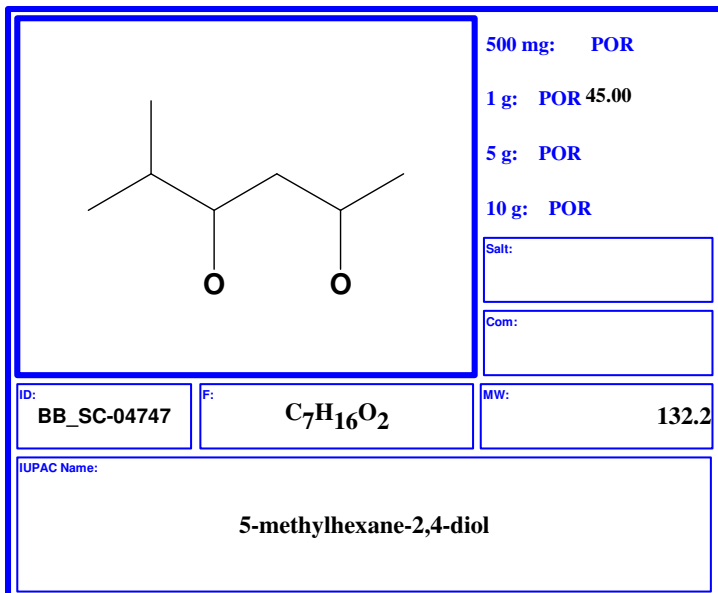 500 mg: POR
1 g: POR 45.00
5 g: POR
10 g: POR
O O
Salt:
Com:
ID:
BB_SC-04747
F:
C7H16O2
MW:
132.2
IUPAC Name:
5-methylhexane-2,4-diol